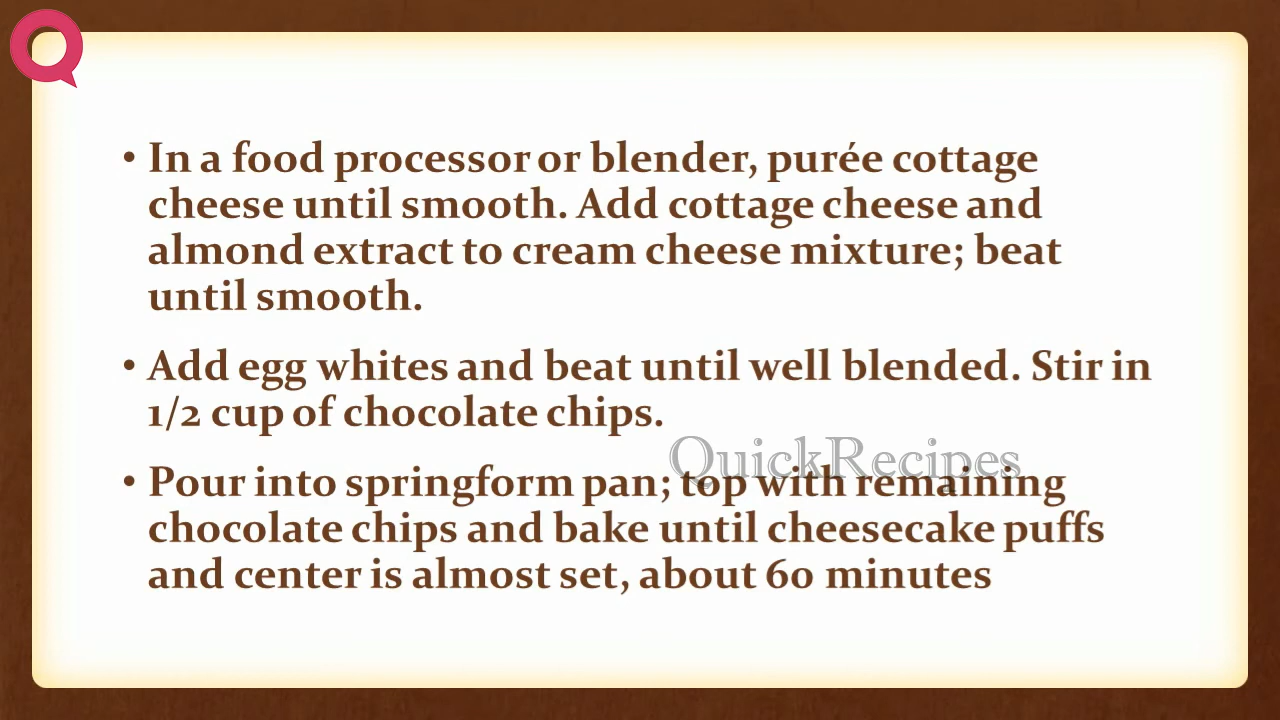 • In a food processor or blender, purée cottage
cheese until smooth. Add cottage cheese and
almond extract to cream cheese mixture; beat
until smooth.
• Add egg whites and beat until well blended. Stir in
1/2 cup of chocolate chips.
QuickRecipes
• Pour into springform pan; top with remaining
chocolate chips and bake until cheesecake puffs
and center is almost set, about 60 minutes